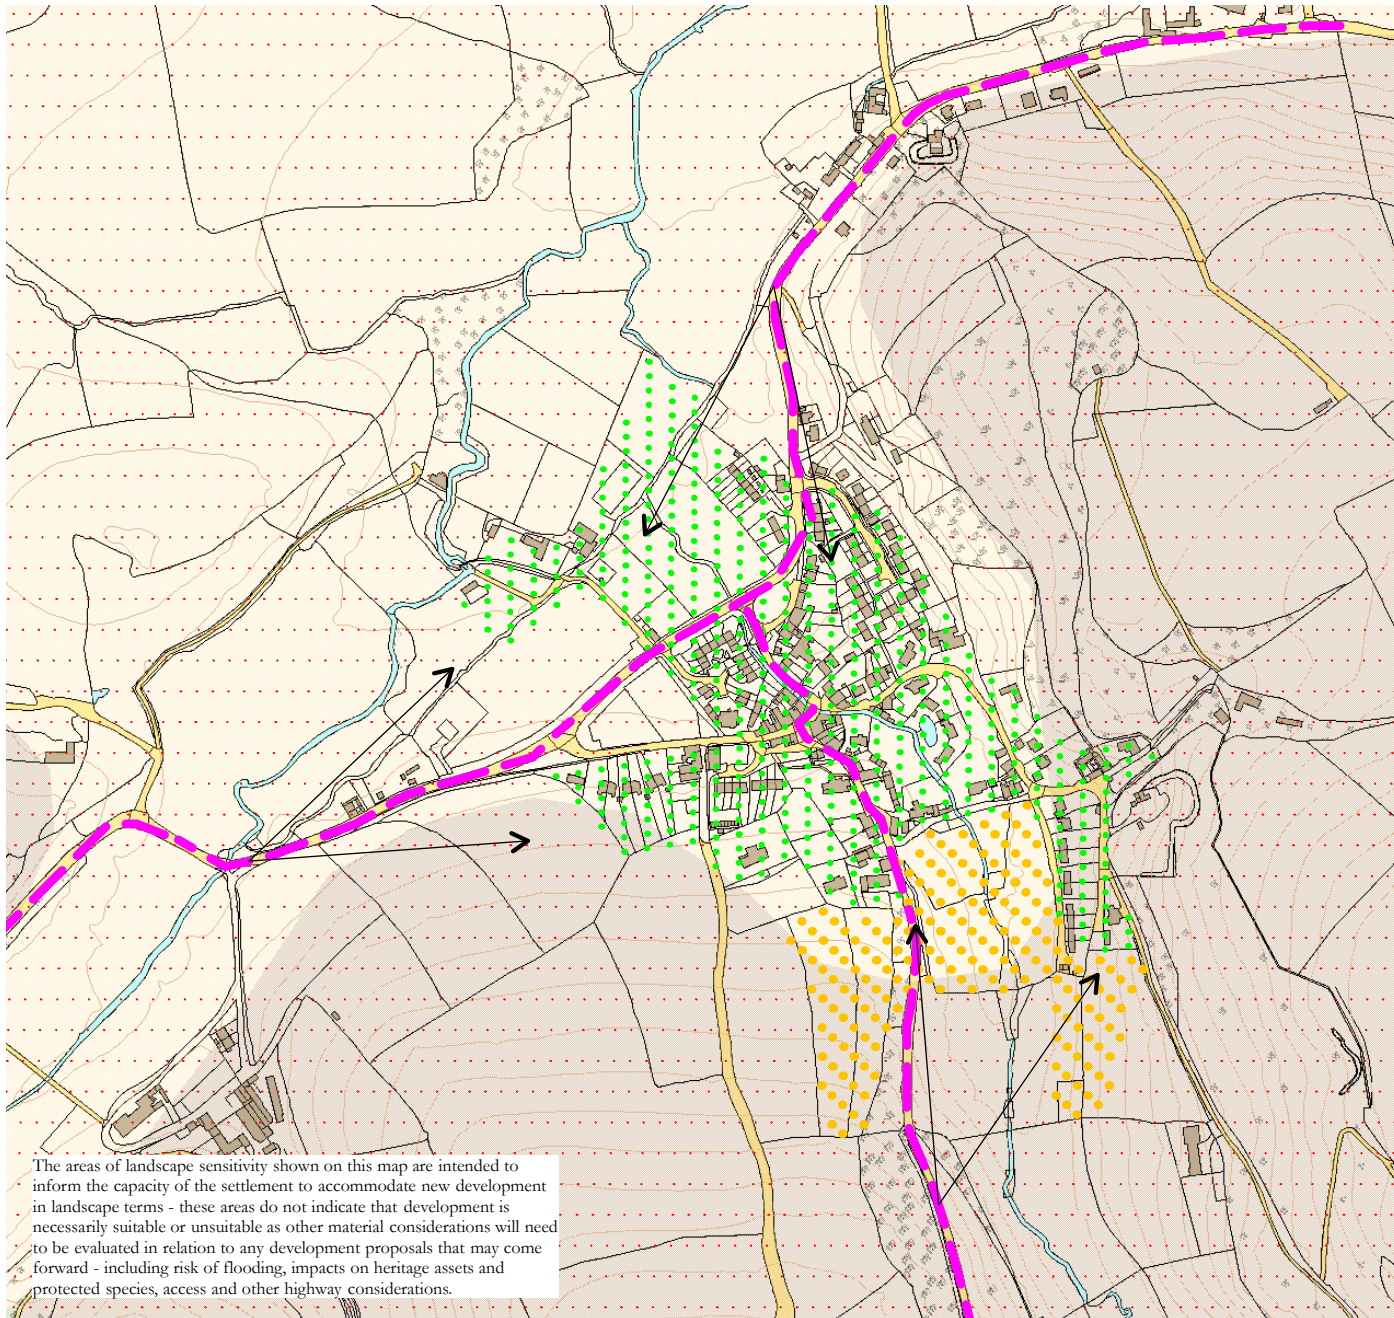 The areas of landscape sensitivity shown on this map are intended to
inform the capacity of the settlement to accommodate new development
in landscape terms - these areas do not indicate that development is
necessarily suitable or unsuitable as other material considerations will need
to be evaluated in relation to any development proposals that may come
forward - including risk of flooding, impacts on heritage assets and
protected species, access and other highway considerations.